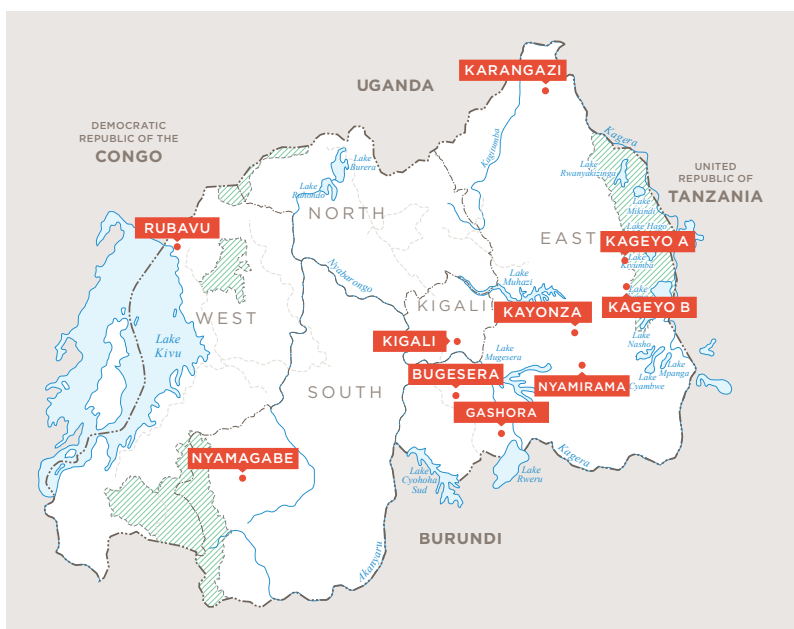 KARANGAZI
UGANDA
DEMOCRATIC
REPUBLIC OF THE
CONGO
Kagitumba
Kagera
Lake
Burera
Lake
Ruhondo
Lake
Rwanyakizinga
UNITED
REPUBLIC OF
TANZANIA
Lake
Mikindi
NORTH
RUBAVU
Lake Hago
EAST
KAGEYO A
Lake
Kivumba
Nyabarongo
Lake
Muhazi
Lake
KIGALI
KAYONZA
KAGEYO B
WEST
Lake
Kivu
KIGALI
Lake
Nasho
Lake
Mugesera
BUGESERA
Lake
Mpanga
Lake
Cyambwe
NYAMIRAMA
SOUTH
GASHORA
NYAMAGABE
Kagera
Lake
Cyohoha
Sud
Lake
Rweru
BURUNDI
Akanyaru